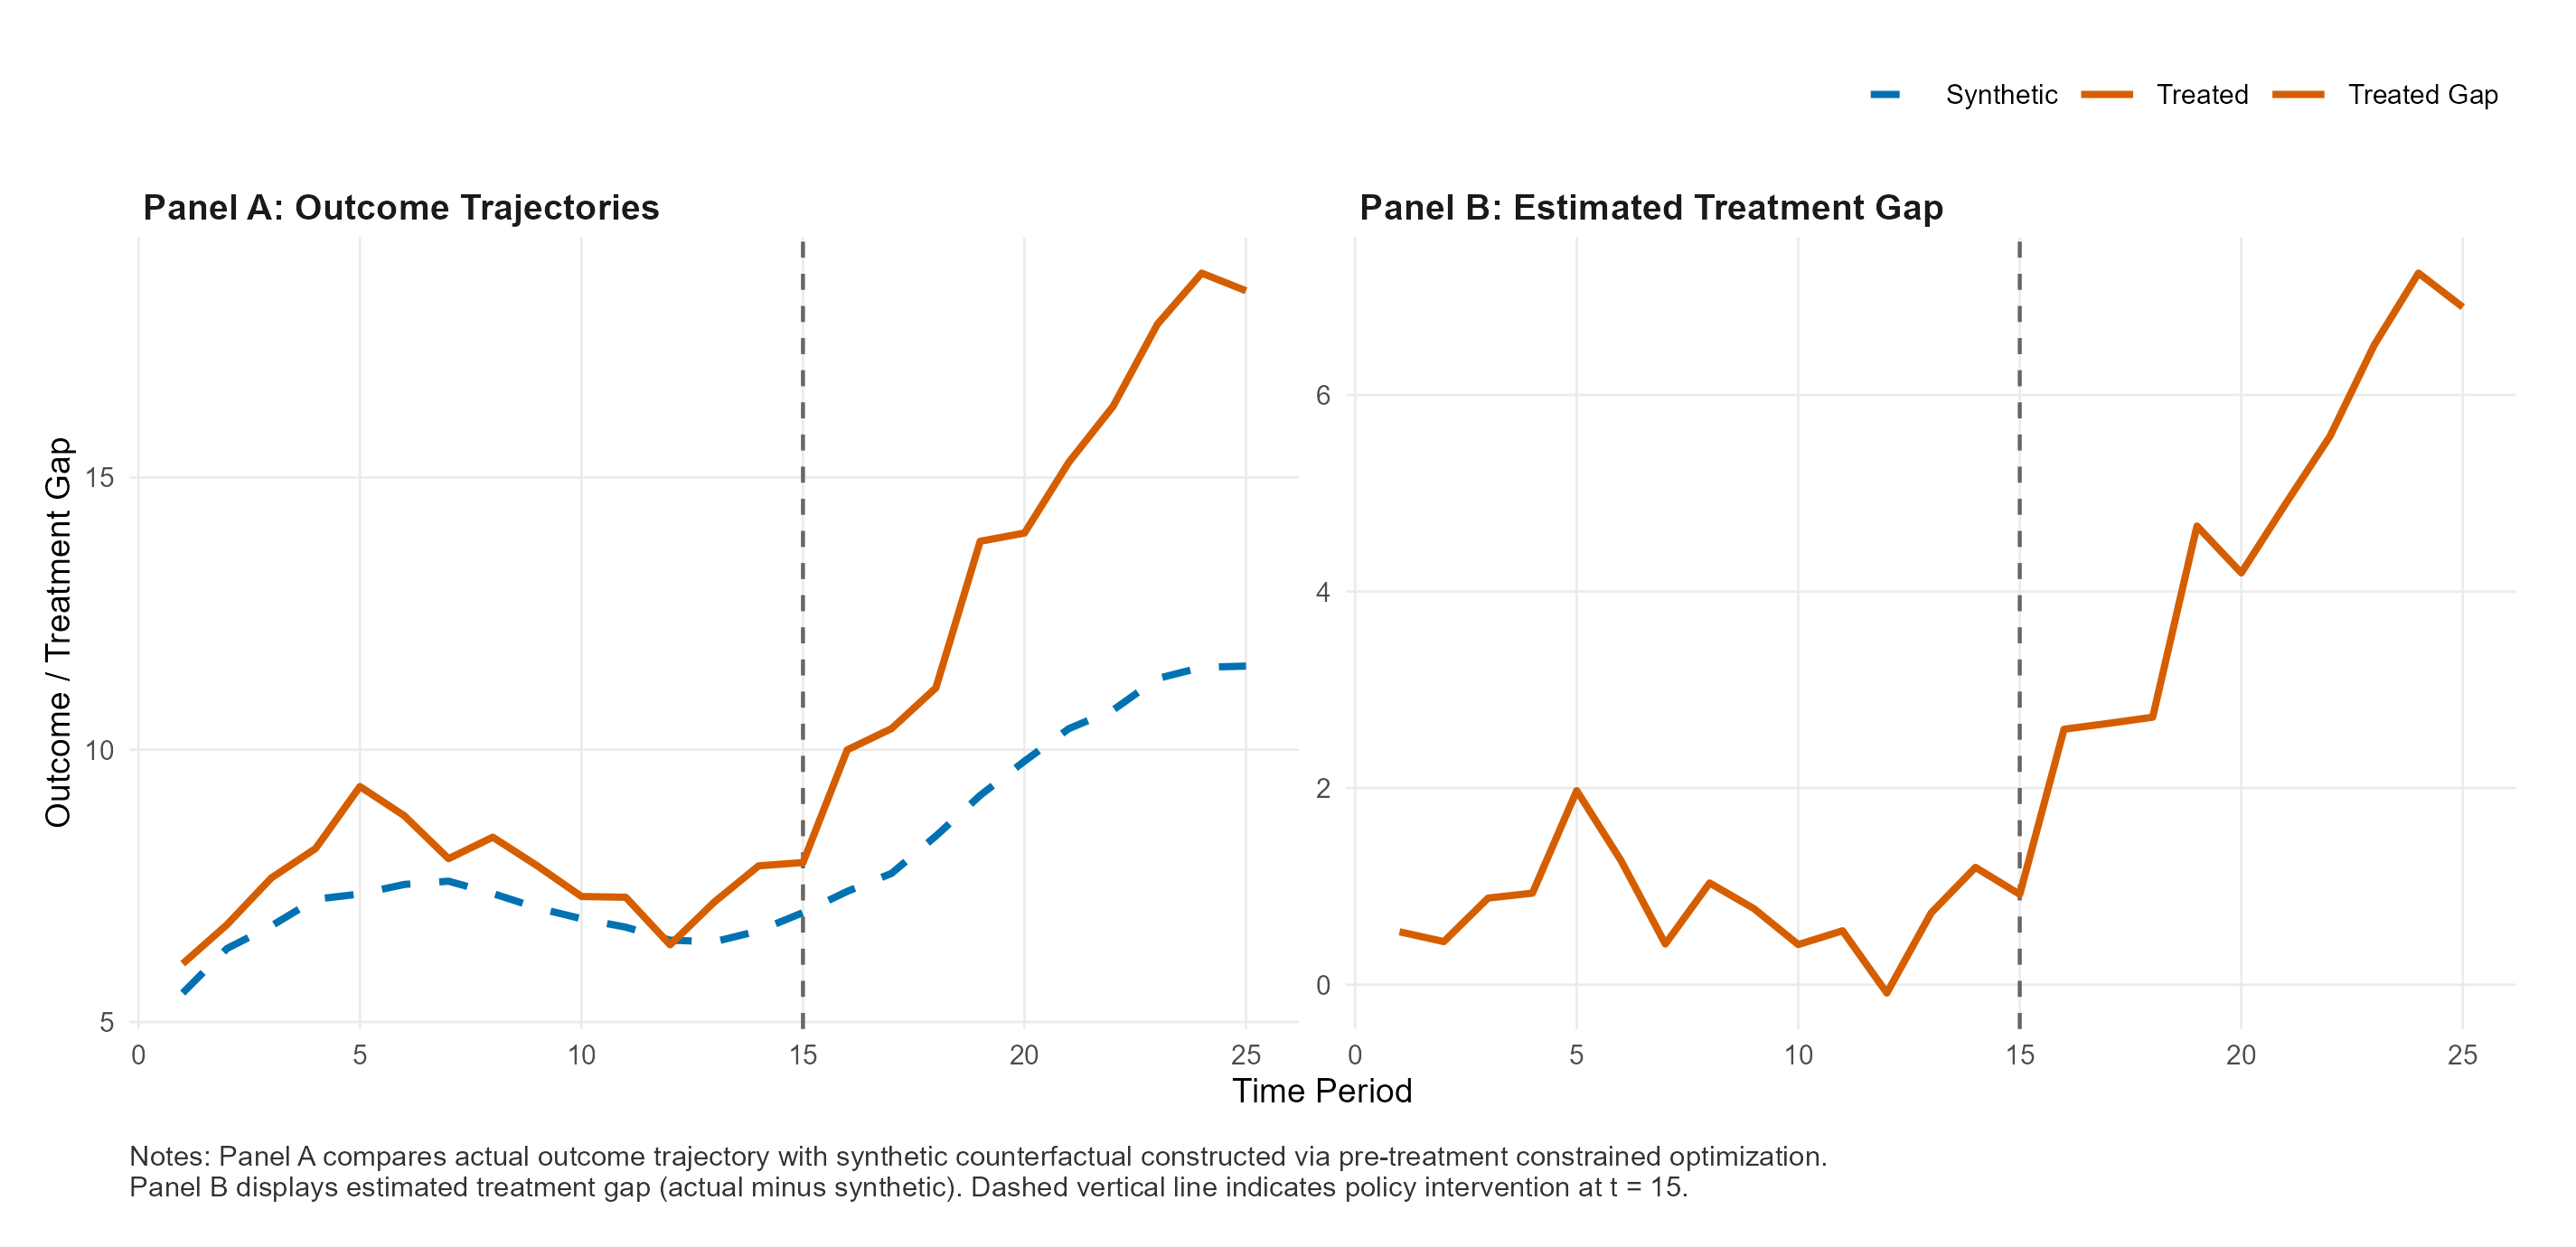 Synthetic Treated Treated Gap
Panel A: Outcome Trajectories
Panel B: Estimated Treatment Gap
Outcome / Treatment Gap
15
10
5
6
4
2
0
0 5 10 15 20 25
0 5 10 15 20 25
Time Period
Notes: Panel A compares actual outcome trajectory with synthetic counterfactual constructed via pre-treatment constrained optimization.
Panel B displays estimated treatment gap (actual minus synthetic). Dashed vertical line indicates policy intervention at t = 15.